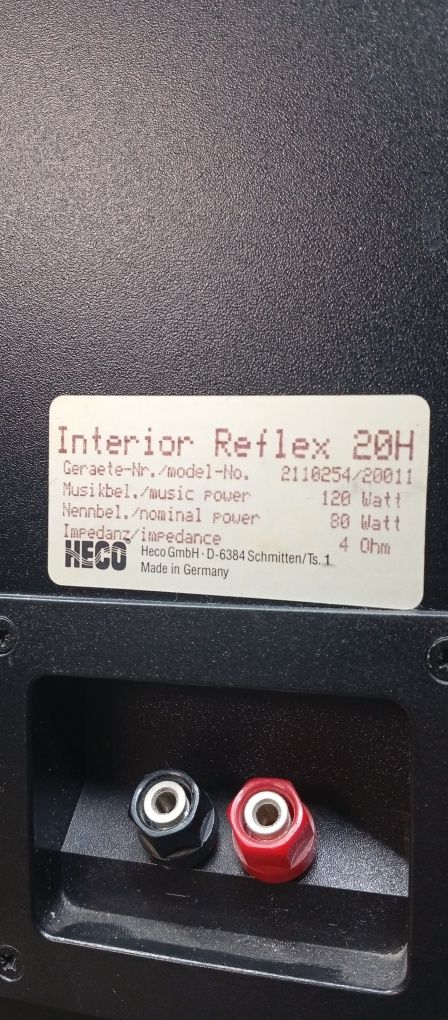 Interior Reflex 20H
Geraete-Nr./model-No. 2110254/20011
Musikbel./music power 120 Watt
Nennbel./nominal power 80 Watt
Impedanz/impedance 4 Ohm
HECO Heco GmbH · D-6384 Schmitten/Ts. 1
Made in Germany